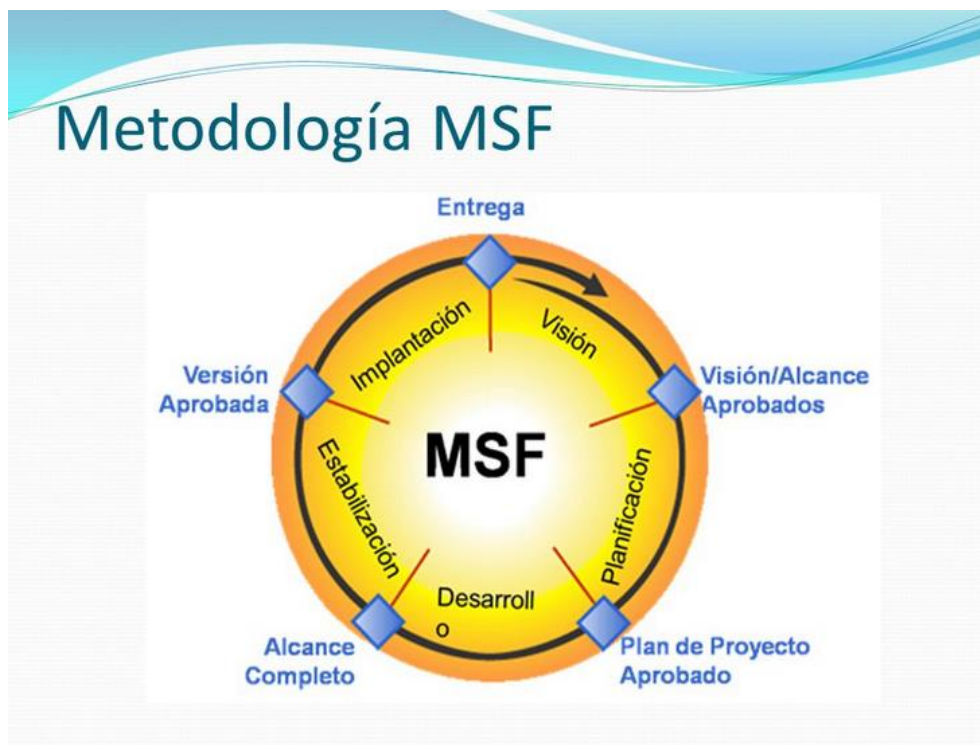 Metodología MSF
Entrega
Implantación
Visión
Versión
Aprobada
Visión/Alcance
Aprobados
MSF
Estabilización
Planificación
Desarroll
o
Alcance
Completo
Plan de Proyecto
Aprobado